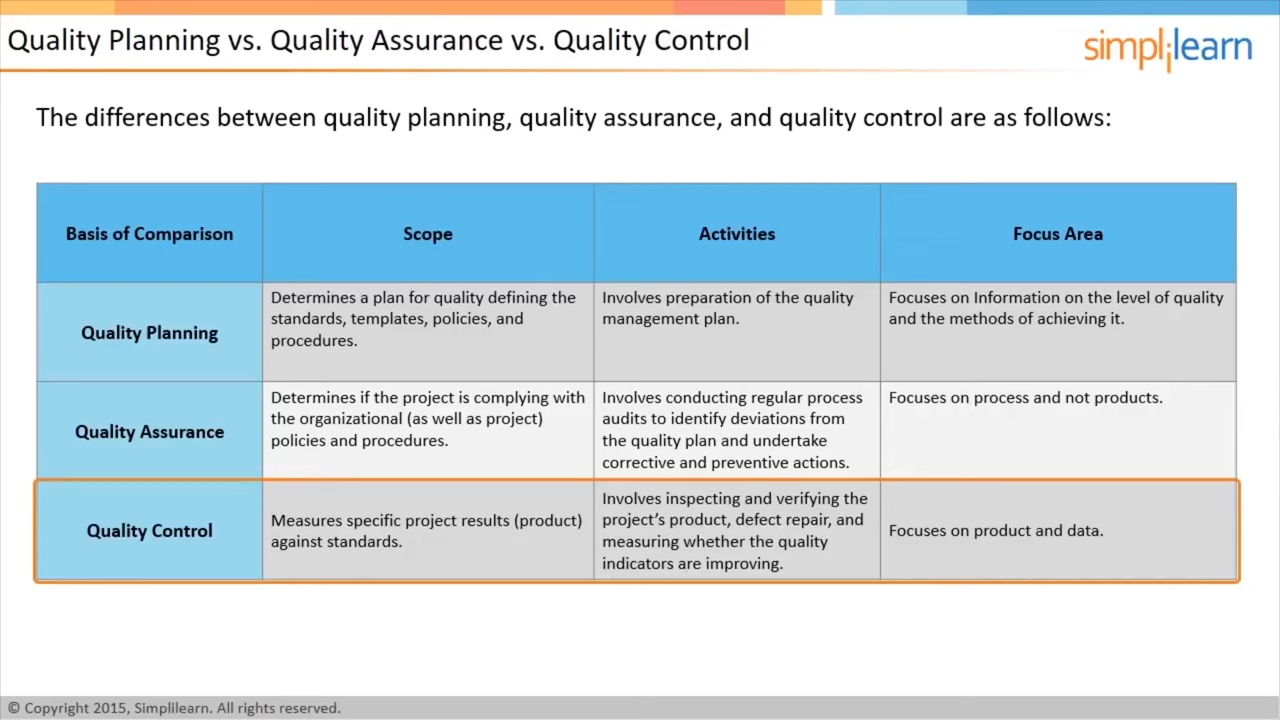 Quality Planning vs. Quality Assurance vs. Quality Control
simplilearn
The differences between quality planning, quality assurance, and quality control are as follows:
Basis of Comparison
Scope
Activities
Focus Area
Quality Planning
Determines a plan for quality defining the
standards, templates, policies, and
procedures.
Involves preparation of the quality
management plan.
Focuses on Information on the level of quality
and the methods of achieving it.
Quality Assurance
Determines if the project is complying with
the organizational (as well as project)
policies and procedures.
Involves conducting regular process
audits to identify deviations from
the quality plan and undertake
corrective and preventive actions.
Focuses on process and not products.
Quality Control
Measures specific project results (product)
against standards.
Involves inspecting and verifying the
project's product, defect repair, and
measuring whether the quality
indicators are improving.
Focuses on product and data.
© Copyright 2015, Simplilearn. All rights reserved.